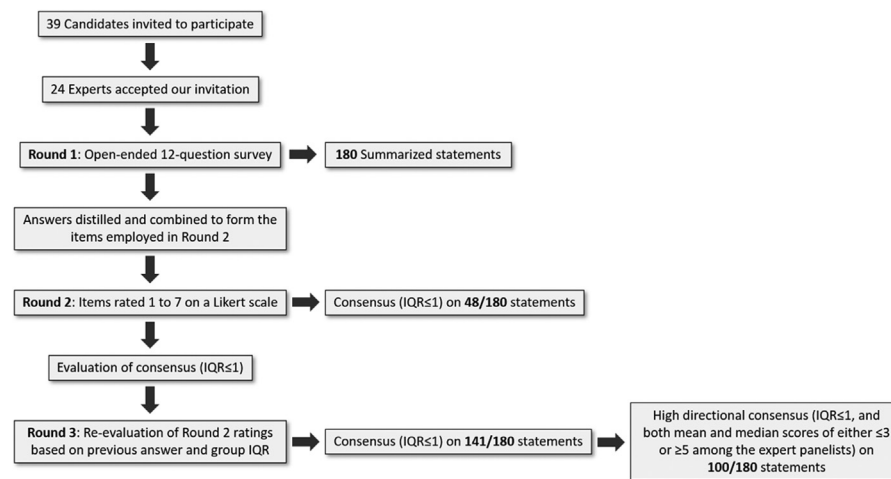 39 Candidates invited to participate
24 Experts accepted our invitation
Round 1: Open-ended 12-question survey
180 Summarized statements
Answers distilled and combined to form the
items employed in Round 2
Round 2: Items rated 1 to 7 on a Likert scale
Consensus (IQR≤1) on 48/180 statements
Evaluation of consensus (IQR≤1)
Round 3: Re-evaluation of Round 2 ratings
based on previous answer and group IQR
Consensus (IQR≤1) on 141/180 statements
High directional consensus (IQR≤1, and
both mean and median scores of either ≤3
or ≥5 among the expert panelists) on
100/180 statements